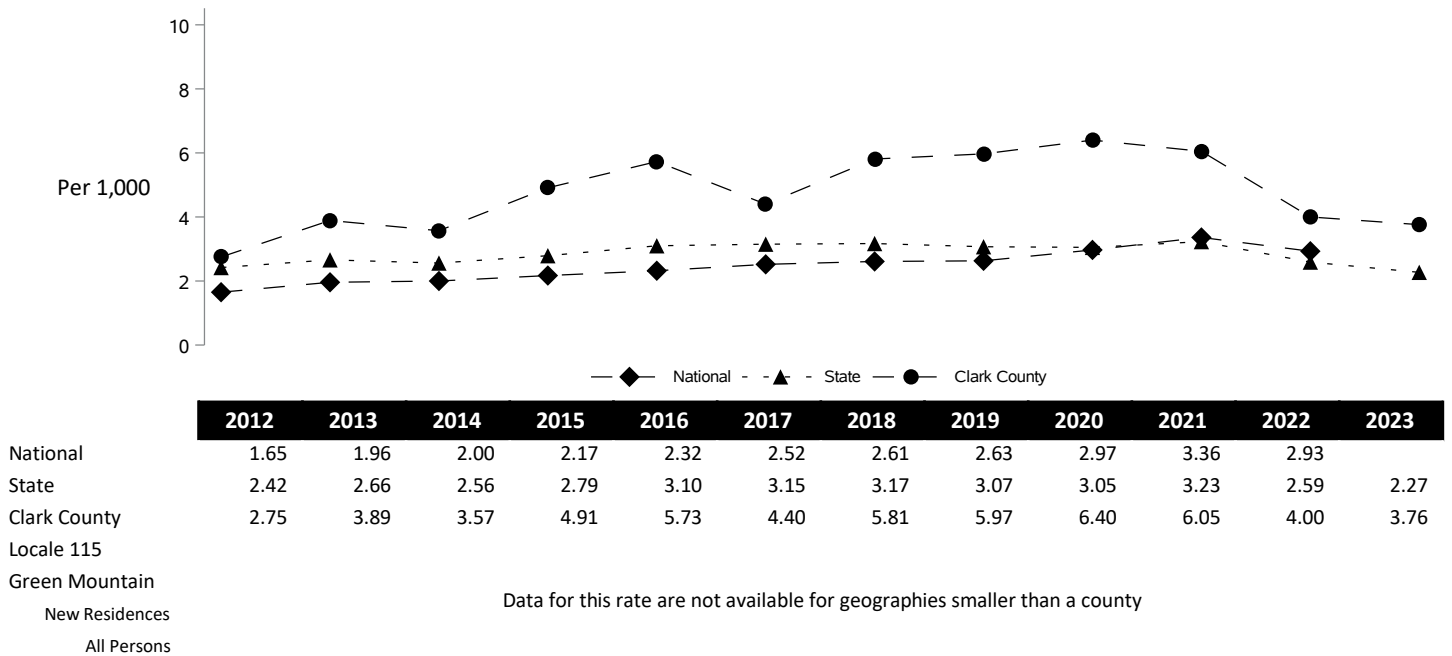 10
8
6
Per 1,000
4
2
0
National State Clark County
2012 2013 2014 2015 2016 2017 2018 2019 2020 2021 2022 2023
National 1.65 1.96 2.00 2.17 2.32 2.52 2.61 2.63 2.97 3.36 2.93
State 2.42 2.66 2.56 2.79 3.10 3.15 3.17 3.07 3.05 3.23 2.59 2.27
Clark County 2.75 3.89 3.57 4.91 5.73 4.40 5.81 5.97 6.40 6.05 4.00 3.76
Locale 115
Green Mountain
Data for this rate are not available for geographies smaller than a county
New Residences
All Persons